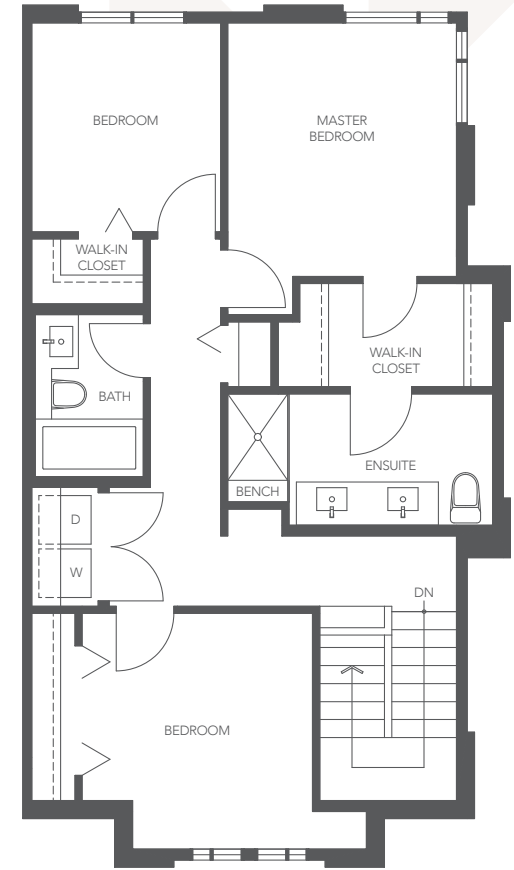 BEDROOM
MASTER
BEDROOM
WALK-IN
CLOSET
WALK-IN
CLOSET
BATH
ENSUITE
BENCH
D
W
DN
BEDROOM